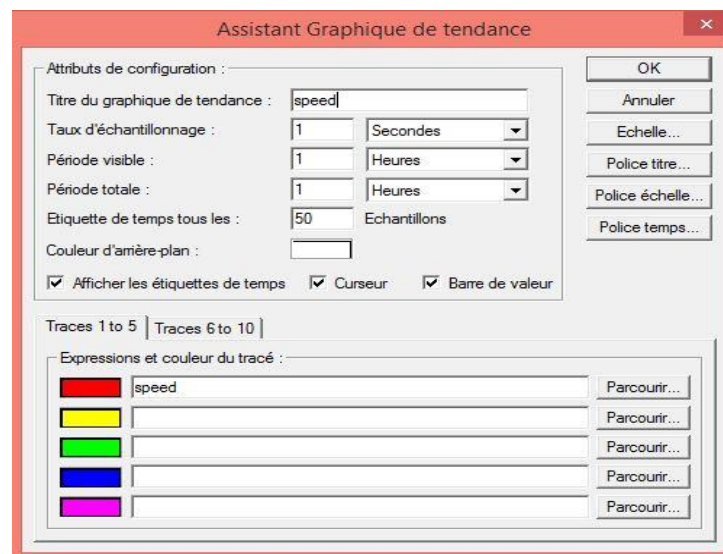 Assistant Graphique de tendance
Attributs de configuration :
Titre du graphique de tendance : speed
Taux d'échantillonnage : 1 Secondes
Période visible : 1 Heures
Période totale : 1 Heures
Etiquette de temps tous les : 50 Echantillons
Couleur d'arrière-plan :
Afficher les étiquettes de temps Curseur Barre de valeur
OK
Annuler
Echelle...
Police titre...
Police échelle...
Police temps...
Traces 1 to 5 Traces 6 to 10
Expressions et couleur du tracé :
speed Parcourir...
Parcourir...
Parcourir...
Parcourir...
Parcourir...